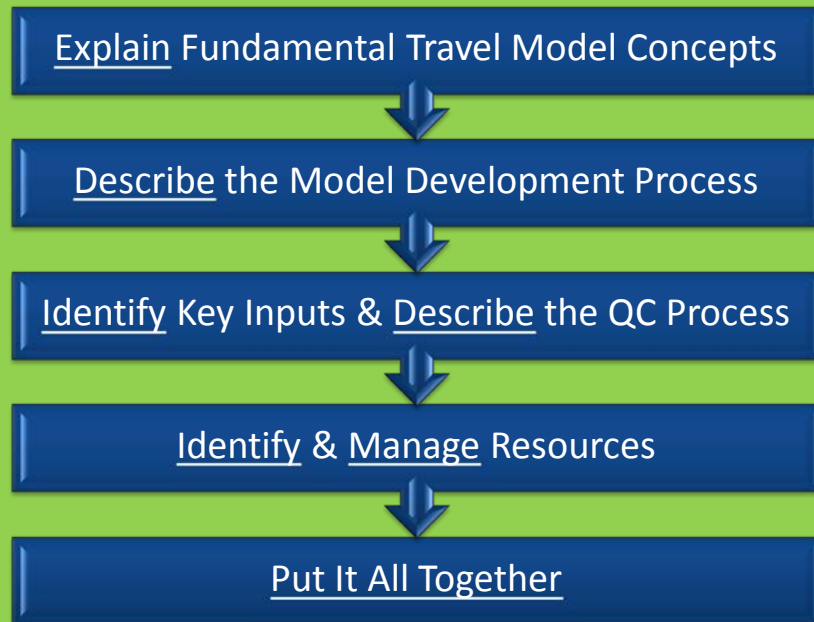 Explain Fundamental Travel Model Concepts
Describe the Model Development Process
Identify Key Inputs & Describe the QC Process
Identify & Manage Resources
Put It All Together